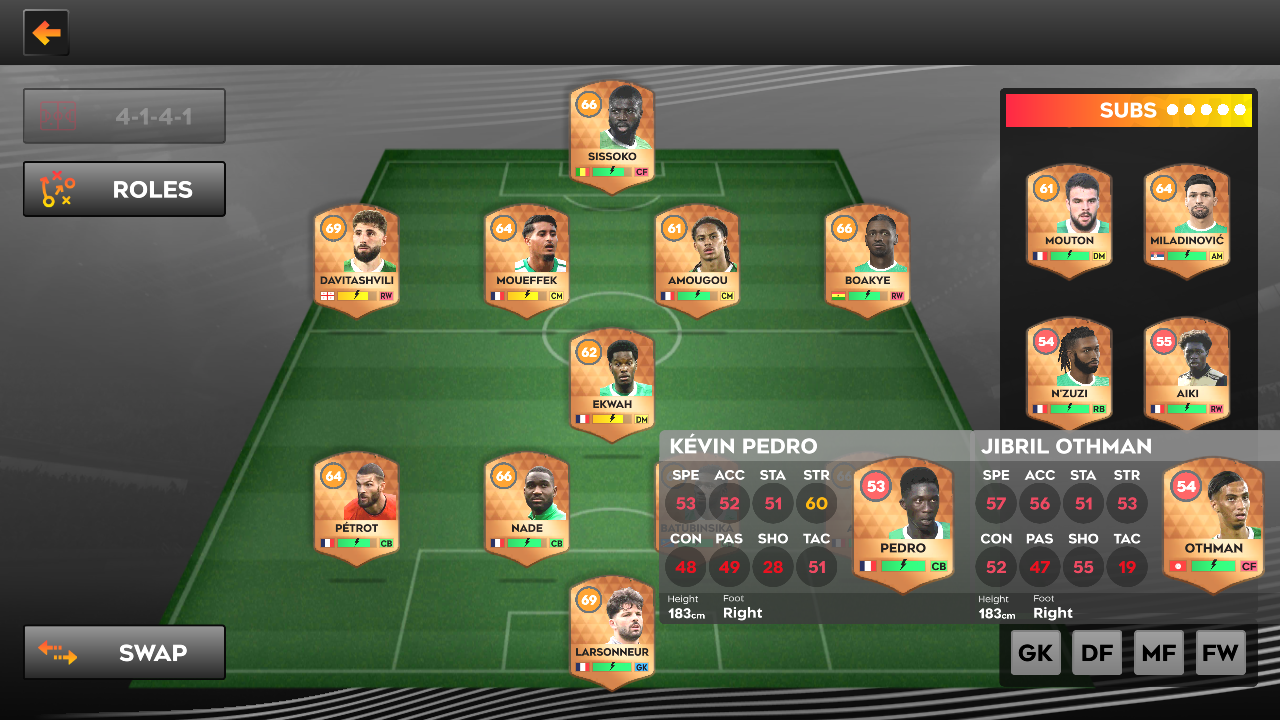 4-1-4-1
ROLES
SUBS
66
SISSOKO
CF
69
DAVITASHVILI
RW
64
MOUEFFEK
CM
61
AMOUGOU
CM
66
BOAKYE
RW
61
MOUTON
DM
64
MILADINOVIĆ
AM
62
EKWAH
DM
54
N'ZUZI
RB
55
AIKI
RW
64
PÉTROT
CB
66
NADE
CB
BATUBINSIKA
KÉVIN PEDRO
SPE ACC STA STR
53 52 51 60
CON PAS SHO TAC
48 49 28 51
Height Foot
183cm Right
53
PEDRO
CB
JIBRIL OTHMAN
SPE ACC STA STR
57 56 51 53
CON PAS SHO TAC
52 47 55 19
Height Foot
183cm Right
54
OTHMAN
CF
69
LARSONNEUR
GK
SWAP
GK DF MF FW